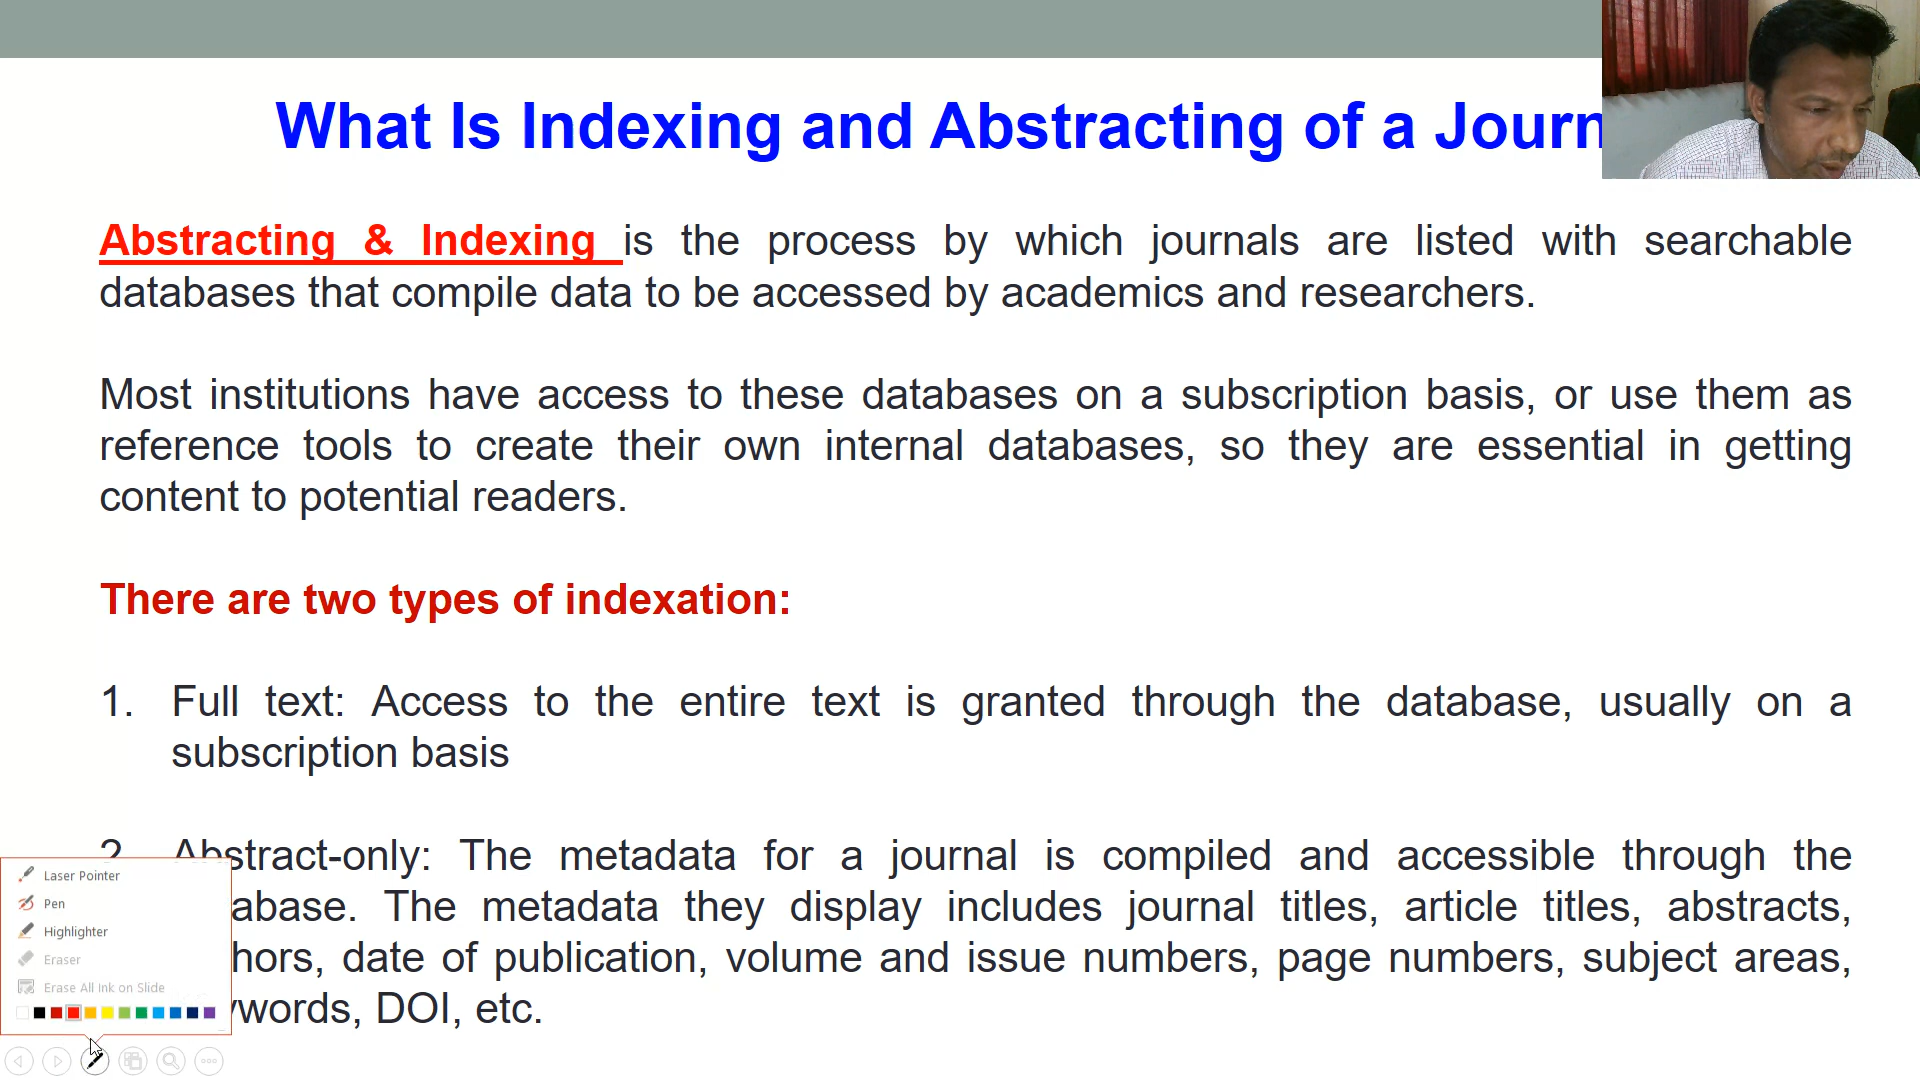 What Is Indexing and Abstracting of a Journ
Abstracting & Indexing is the process by which journals are listed with searchable
databases that compile data to be accessed by academics and researchers.
Most institutions have access to these databases on a subscription basis, or use them as
reference tools to create their own internal databases, so they are essential in getting
content to potential readers.
There are two types of indexation:
1. Full text: Access to the entire text is granted through the database, usually on a
subscription basis
2. Abstract-only: The metadata for a journal is compiled and accessible through the
abase. The metadata they display includes journal titles, article titles, abstracts,
hors, date of publication, volume and issue numbers, page numbers, subject areas,
ywords, DOI, etc.
Laser Pointer
Pen
Highlighter
Eraser
Erase All Ink on Slide